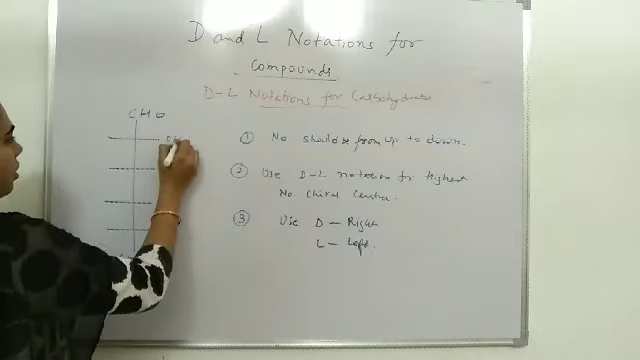 D and L Notations for
Compounds
D-L Notations for Carbohydrates
CHO
① No should be from up to down.
② Use D-L notation for Highest
No. Chiral Centre.
③ Use D - Right
L - Left.